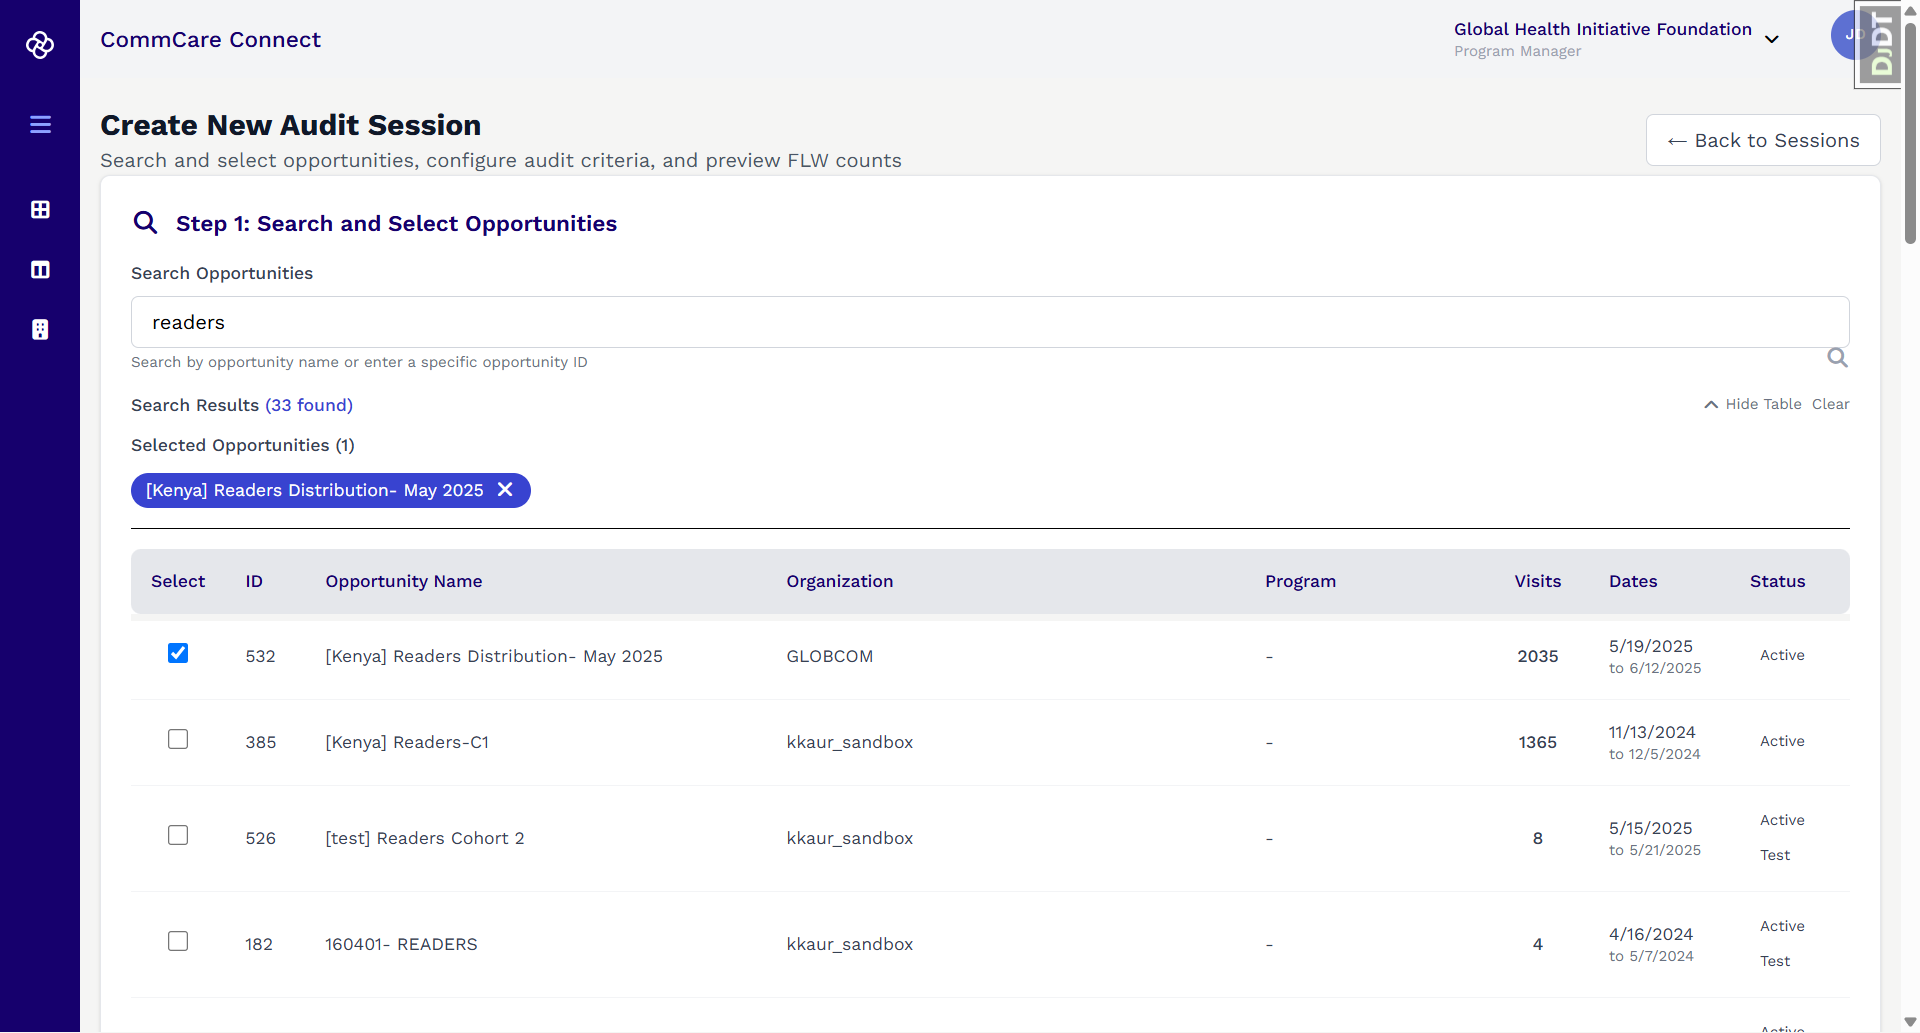 CommCare Connect
Global Health Initiative Foundation
Program Manager
DJDT
Create New Audit Session
Search and select opportunities, configure audit criteria, and preview FLW counts
← Back to Sessions
Step 1: Search and Select Opportunities
Search Opportunities
readers
Search by opportunity name or enter a specific opportunity ID
Search Results (33 found)
Hide Table Clear
Selected Opportunities (1)
[Kenya] Readers Distribution- May 2025
Select ID Opportunity Name Organization Program Visits Dates Status
532 [Kenya] Readers Distribution- May 2025 GLOBCOM - 2035 5/19/2025 to 6/12/2025 Active
385 [Kenya] Readers-C1 kkaur_sandbox - 1365 11/13/2024 to 12/5/2024 Active
526 [test] Readers Cohort 2 kkaur_sandbox - 8 5/15/2025 to 5/21/2025 Active Test
182 160401- READERS kkaur_sandbox - 4 4/16/2024 to 5/7/2024 Active Test
Active